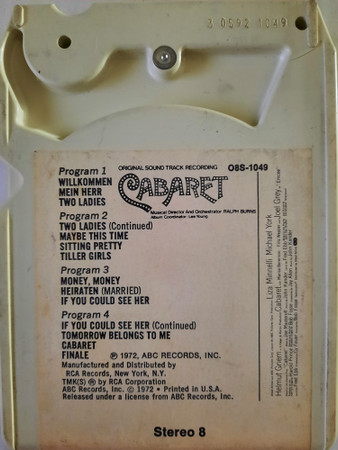 3 0592 1049
ORIGINAL SOUND TRACK RECORDING O8S-1049
CABARET
Musical Director And Orchestrator RALPH BURNS
Album Coordinator Lee Young
Program 1
WILLKOMMEN
MEIN HERR
TWO LADIES
Program 2
TWO LADIES (Continued)
MAYBE THIS TIME
SITTING PRETTY
TILLER GIRLS
Program 3
MONEY, MONEY
HEIRATEN (MARRIED)
IF YOU COULD SEE HER
Program 4
IF YOU COULD SEE HER (Continued)
TOMORROW BELONGS TO ME
CABARET
FINALE ℗ 1972, ABC RECORDS, INC.
Manufactured and Distributed by
RCA Records, New York, N.Y.
TMK(S) ® by RCA Corporation
ABC Records, Inc. © 1972 • Printed in U.S.A.
Released under a license from ABC Records, Inc.
Stereo 8
Liza Minnelli Michael York
Helmut Griem Joel Grey